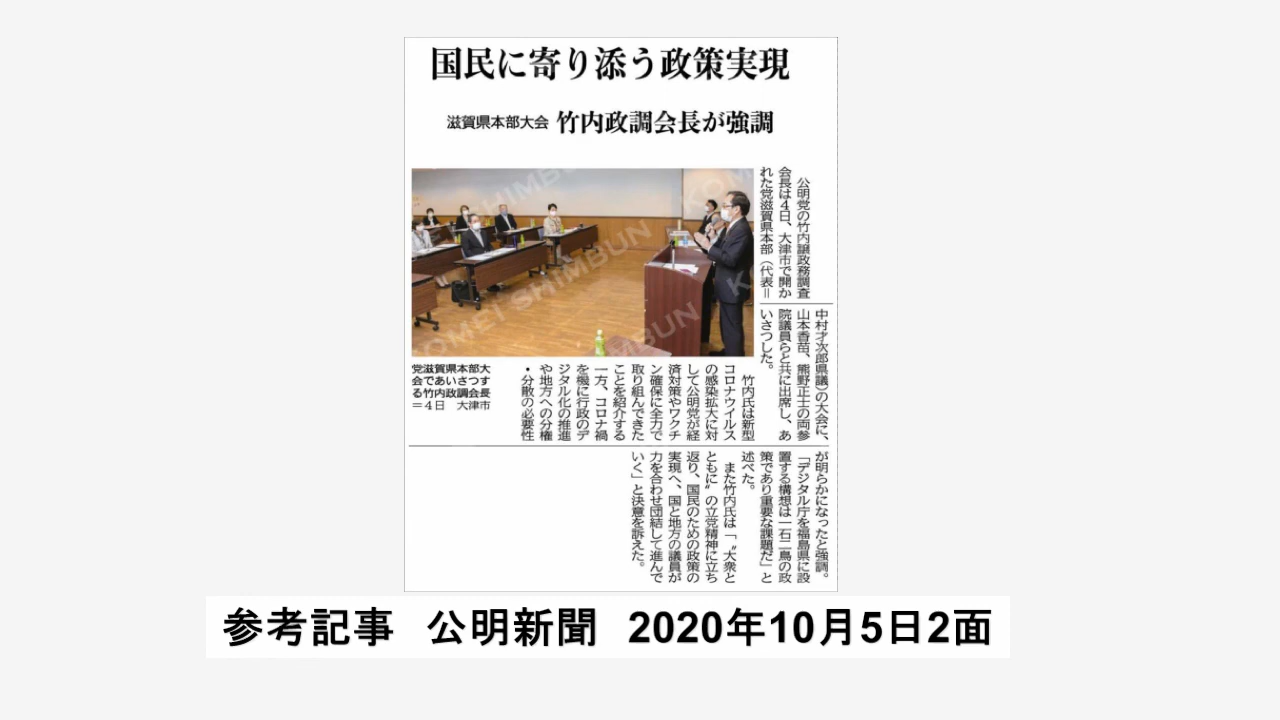 国民に寄り添う政策実現
滋賀県本部大会 竹内政調会長が強調
公明党の竹内譲政務調査
会長は4日、大津市で開か
れた党滋賀県本部(代表=
中村才次郎県議)の大会に、
山本香苗、熊野正士の両参
院議員らと共に出席し、あ
いさつした。
竹内氏は新型
コロナウイルス
の感染拡大に対
して公明党が経
済対策やワクチ
ン確保に全力で
取り組んできた
ことを紹介する
一方、コロナ禍
を機に行政のデ
ジタル化の推進
や地方への分権
・分散の必要性
が明らかになったと強調。
「デジタル庁を福島県に設
置する構想は一石二鳥の政
策であり重要な課題だ」と
述べた。
また竹内氏は「〝大衆と
ともに〟の立党精神に立ち
返り、国民のための政策の
実現へ、国と地方の議員が
力を合わせ団結して進んで
いく」と決意を訴えた。
党滋賀県本部大
会であいさつす
る竹内政調会長
=4日 大津市
KOMEI SHIMBUN
参考記事 公明新聞 2020年10月5日2面